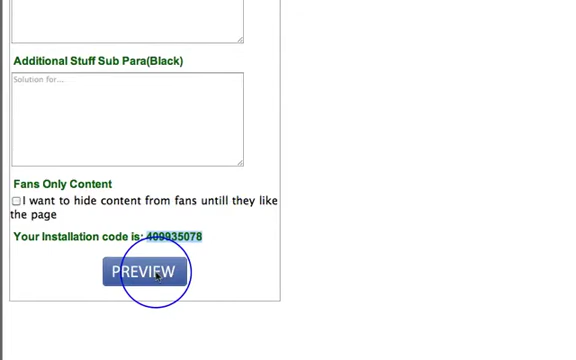 Additional Stuff Sub Para(Black)
Solution for...
Fans Only Content
I want to hide content from fans untill they like
the page
Your Installation code is: 409935078
PREVIEW